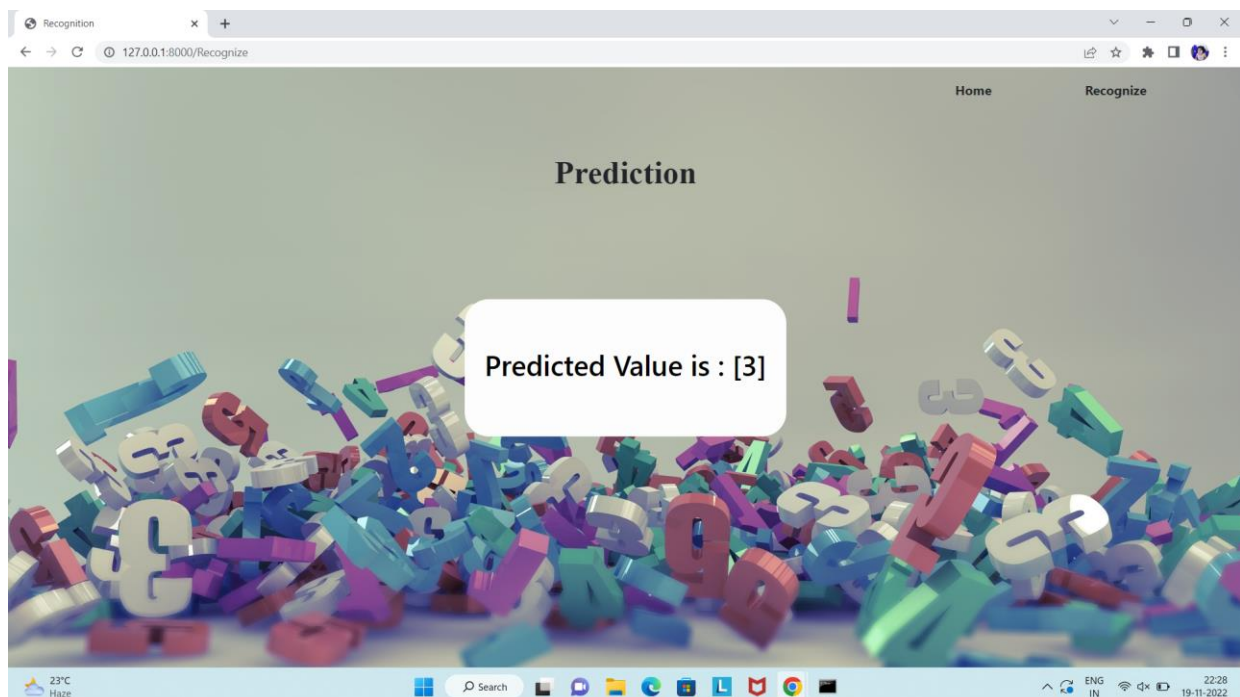 Recognition
127.0.0.1:8000/Recognize
Home Recognize
Prediction
Predicted Value is : [3]
23°C
Haze
Search
ENG
IN
22:28
19-11-2022